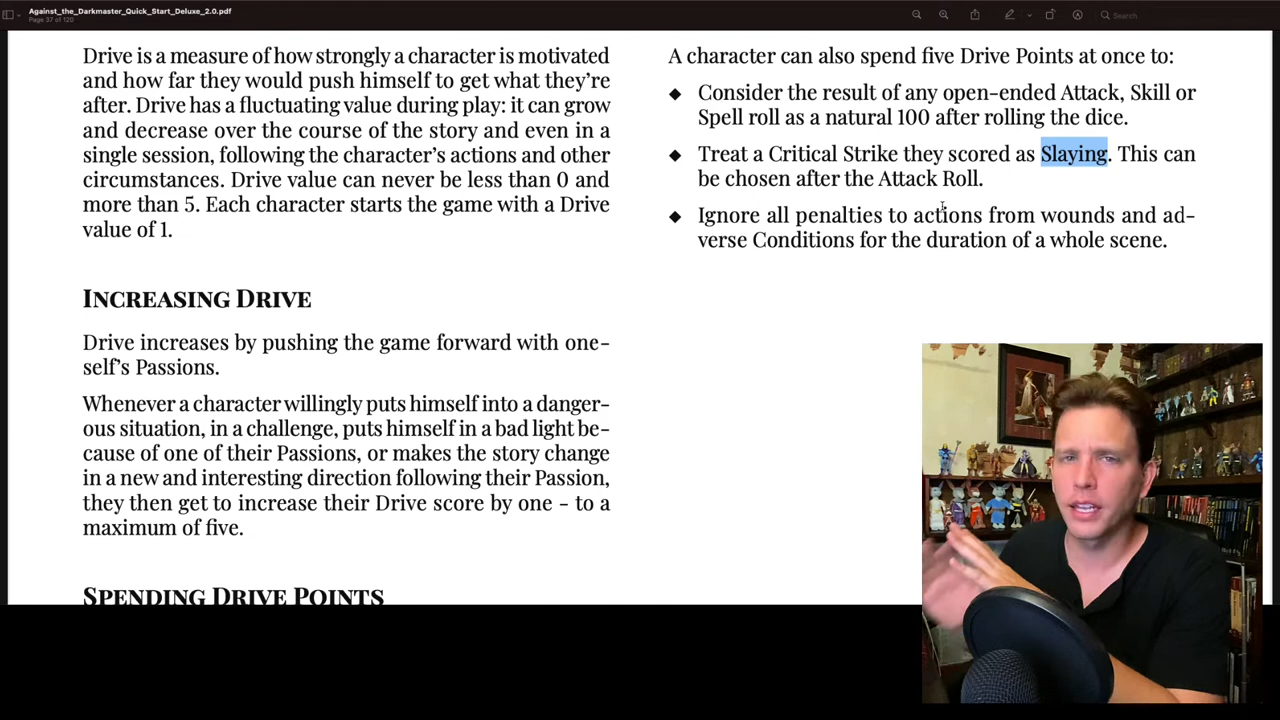 Against_the_Darkmaster_Quick_Start_Deluxe_2.0.pdf
Page 37 of 120
Search
Drive is a measure of how strongly a character is motivated
and how far they would push himself to get what they're
after. Drive has a fluctuating value during play: it can grow
and decrease over the course of the story and even in a
single session, following the character's actions and other
circumstances. Drive value can never be less than 0 and
more than 5. Each character starts the game with a Drive
value of 1.
INCREASING DRIVE
Drive increases by pushing the game forward with one-
self's Passions.
Whenever a character willingly puts himself into a danger-
ous situation, in a challenge, puts himself in a bad light be-
cause of one of their Passions, or makes the story change
in a new and interesting direction following their Passion,
they then get to increase their Drive score by one - to a
maximum of five.
SPENDING DRIVE POINTS
A character can also spend five Drive Points at once to:
◆ Consider the result of any open-ended Attack, Skill or
Spell roll as a natural 100 after rolling the dice.
◆ Treat a Critical Strike they scored as Slaying. This can
be chosen after the Attack Roll.
◆ Ignore all penalties to actions from wounds and ad-
verse Conditions for the duration of a whole scene.